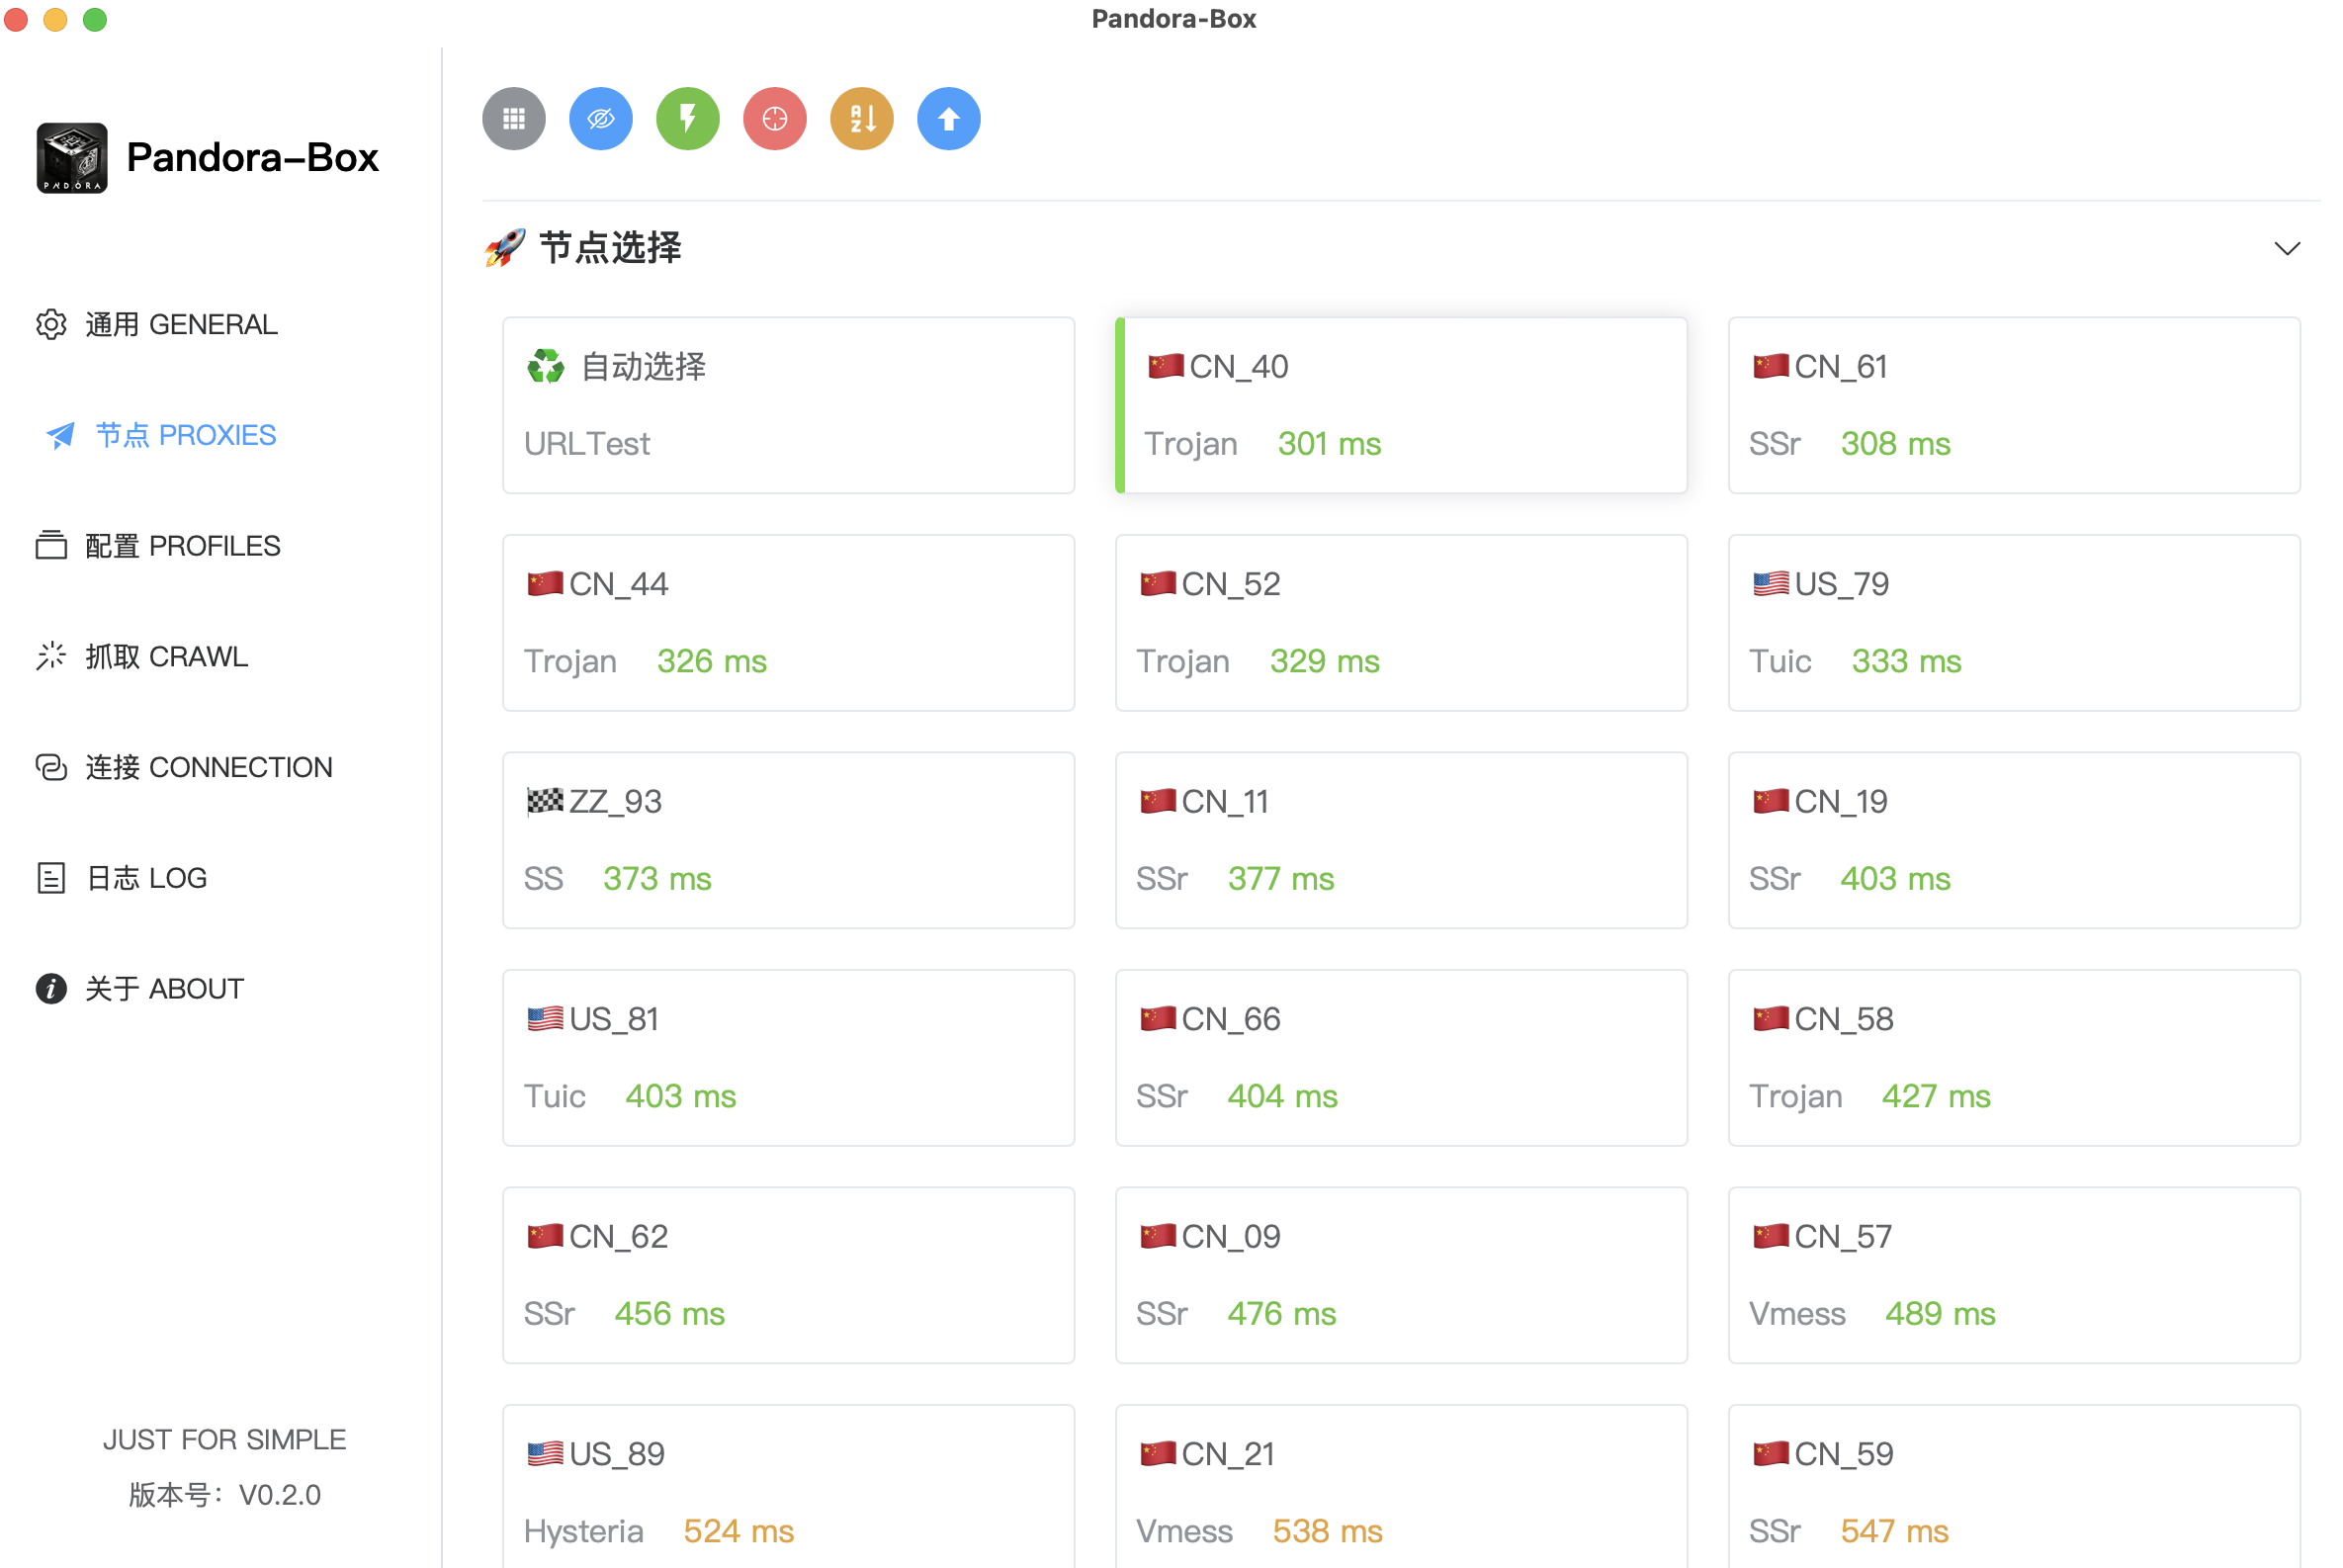 Pandora-Box
PANDORA
Pandora-Box
通用 GENERAL
节点 PROXIES
配置 PROFILES
抓取 CRAWL
连接 CONNECTION
日志 LOG
关于 ABOUT
JUST FOR SIMPLE
版本号：V0.2.0
🚀 节点选择
♻️ 自动选择
URLTest
🇨🇳CN_40
Trojan 301 ms
🇨🇳CN_61
SSr 308 ms
🇨🇳CN_44
Trojan 326 ms
🇨🇳CN_52
Trojan 329 ms
🇺🇸US_79
Tuic 333 ms
🏁ZZ_93
SS 373 ms
🇨🇳CN_11
SSr 377 ms
🇨🇳CN_19
SSr 403 ms
🇺🇸US_81
Tuic 403 ms
🇨🇳CN_66
SSr 404 ms
🇨🇳CN_58
Trojan 427 ms
🇨🇳CN_62
SSr 456 ms
🇨🇳CN_09
SSr 476 ms
🇨🇳CN_57
Vmess 489 ms
🇺🇸US_89
Hysteria 524 ms
🇨🇳CN_21
Vmess 538 ms
🇨🇳CN_59
SSr 547 ms